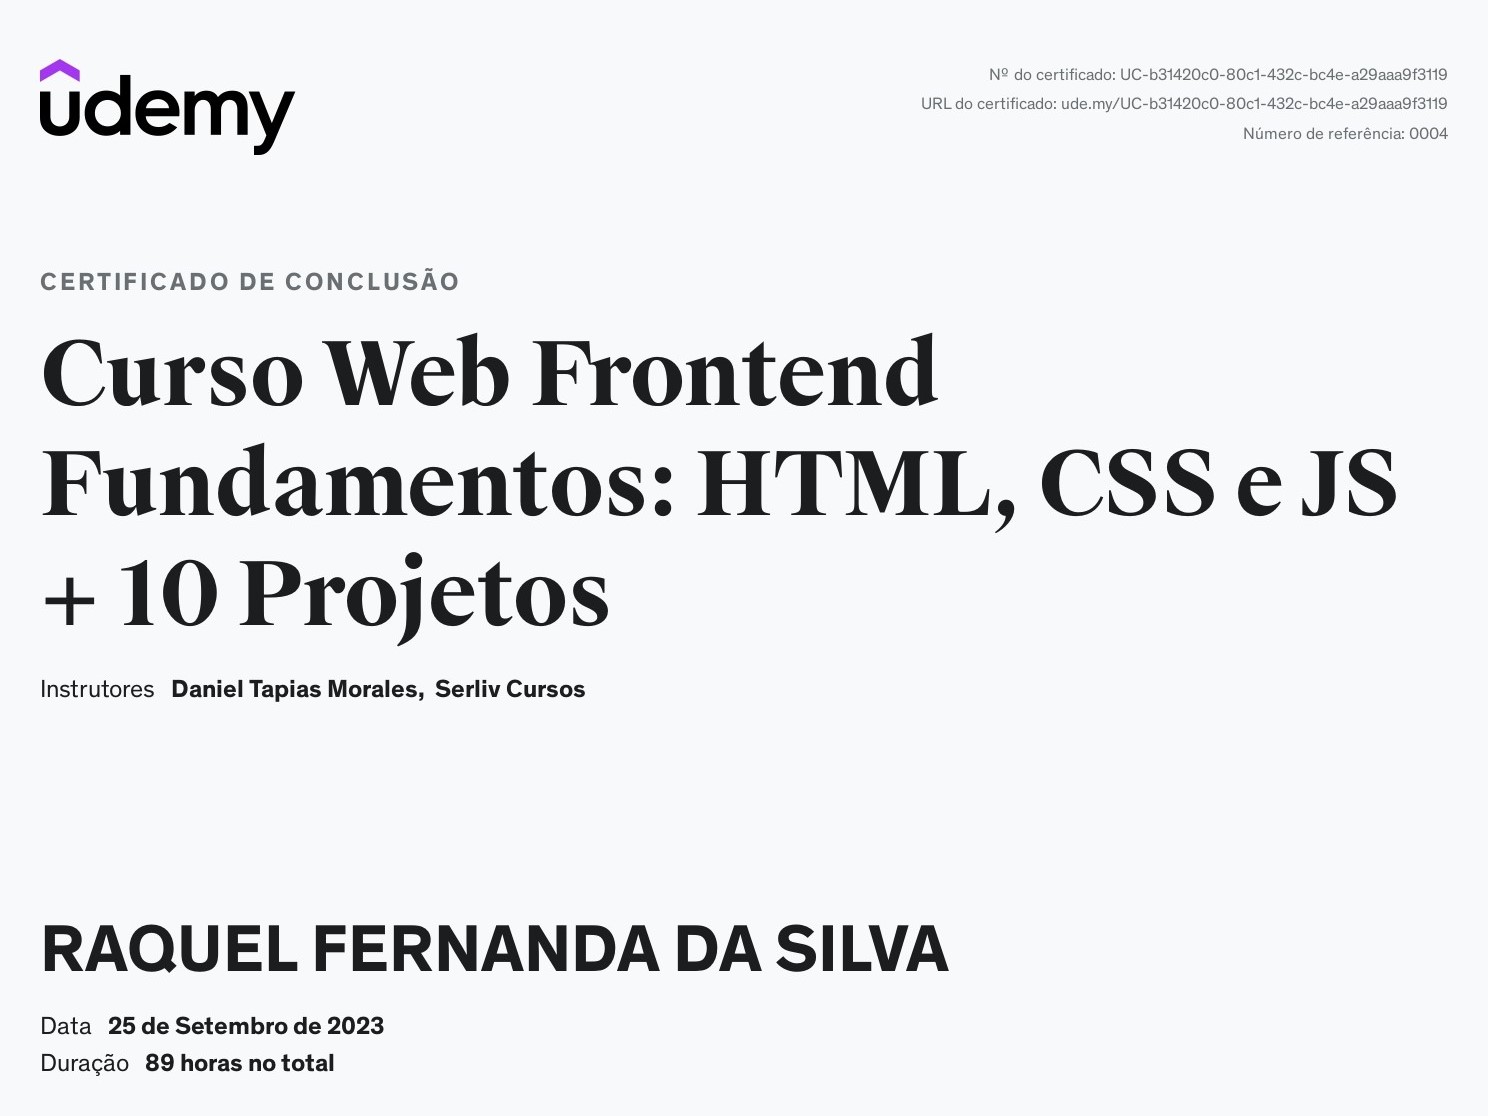 udemy
Nº do certificado: UC-b31420c0-80c1-432c-bc4e-a29aaa9f3119
URL do certificado: ude.my/UC-b31420c0-80c1-432c-bc4e-a29aaa9f3119
Número de referência: 0004
CERTIFICADO DE CONCLUSÃO
Curso Web Frontend
Fundamentos: HTML, CSS e JS
+ 10 Projetos
Instrutores Daniel Tapias Morales, Serliv Cursos
RAQUEL FERNANDA DA SILVA
Data 25 de Setembro de 2023
Duração 89 horas no total